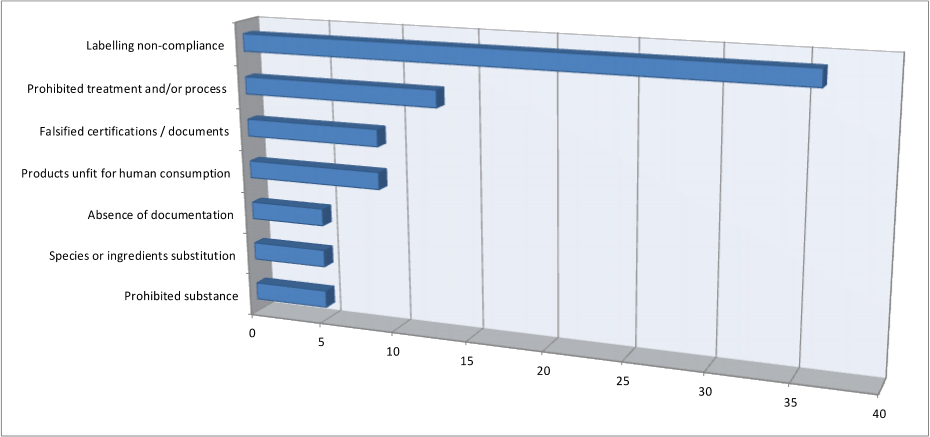 Labelling non-compliance
Prohibited treatment and/or process
Falsified certifications / documents
Products unfit for human consumption
Absence of documentation
Species or ingredients substitution
Prohibited substance
0
5
10
15
20
25
30
35
40